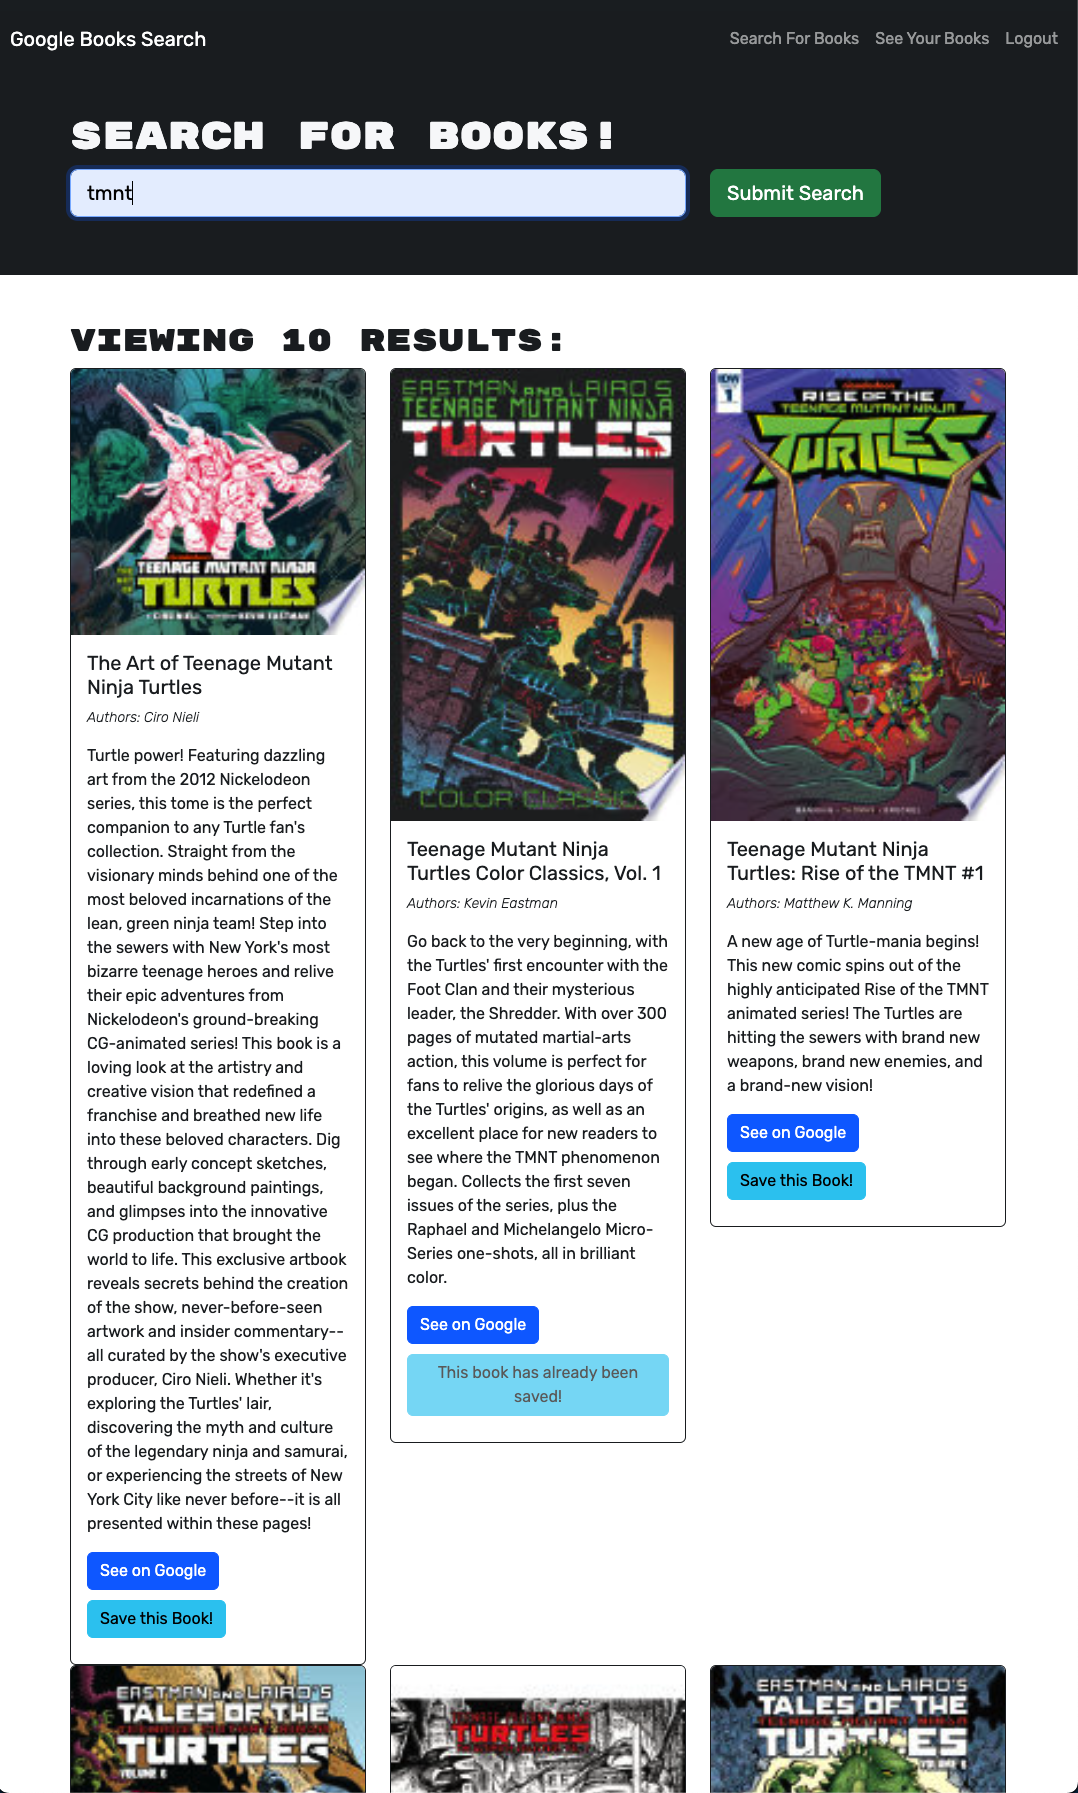 Google Books Search
Search For Books
See Your Books
Logout
SEARCH FOR BOOKS!
tmnt
Submit Search
VIEWING 10 RESULTS:
TEENAGE MUTANT NINJA
TURTLES
The Art of Teenage Mutant
Ninja Turtles
Authors: Ciro Nieli
Turtle power! Featuring dazzling
art from the 2012 Nickelodeon
series, this tome is the perfect
companion to any Turtle fan's
collection. Straight from the
visionary minds behind one of the
most beloved incarnations of the
lean, green ninja team! Step into
the sewers with New York's most
bizarre teenage heroes and relive
their epic adventures from
Nickelodeon's ground-breaking
CG-animated series! This book is a
loving look at the artistry and
creative vision that redefined a
franchise and breathed new life
into these beloved characters. Dig
through early concept sketches,
beautiful background paintings,
and glimpses into the innovative
CG production that brought the
world to life. This exclusive artbook
reveals secrets behind the creation
of the show, never-before-seen
artwork and insider commentary--
all curated by the show's executive
producer, Ciro Nieli. Whether it's
exploring the Turtles' lair,
discovering the myth and culture
of the legendary ninja and samurai,
or experiencing the streets of New
York City like never before--it is all
presented within these pages!
See on Google
Save this Book!
EASTMAN AND LAIRD'S
TEENAGE MUTANT NINJA
TURTLES
COLOR CLASSIC
Teenage Mutant Ninja
Turtles Color Classics, Vol. 1
Authors: Kevin Eastman
Go back to the very beginning, with
the Turtles' first encounter with the
Foot Clan and their mysterious
leader, the Shredder. With over 300
pages of mutated martial-arts
action, this volume is perfect for
fans to relive the glorious days of
the Turtles' origins, as well as an
excellent place for new readers to
see where the TMNT phenomenon
began. Collects the first seven
issues of the series, plus the
Raphael and Michelangelo Micro-
Series one-shots, all in brilliant
color.
See on Google
This book has already been
saved!
IDW
1
nickelodeon
RISE OF THE
TEENAGE MUTANT NINJA
TURTLES
Teenage Mutant Ninja
Turtles: Rise of the TMNT #1
Authors: Matthew K. Manning
A new age of Turtle-mania begins!
This new comic spins out of the
highly anticipated Rise of the TMNT
animated series! The Turtles are
hitting the sewers with brand new
weapons, brand new enemies, and
a brand-new vision!
See on Google
Save this Book!
EASTMAN AND LAIRD'S
TALES OF THE
TEENAGE MUTANT NINJA
TURTLES
TEENAGE MUTANT NINJA
TURTLES
EASTMAN AND LAIRD'S
TALES OF THE
TEENAGE MUTANT NINJA
TURTLES